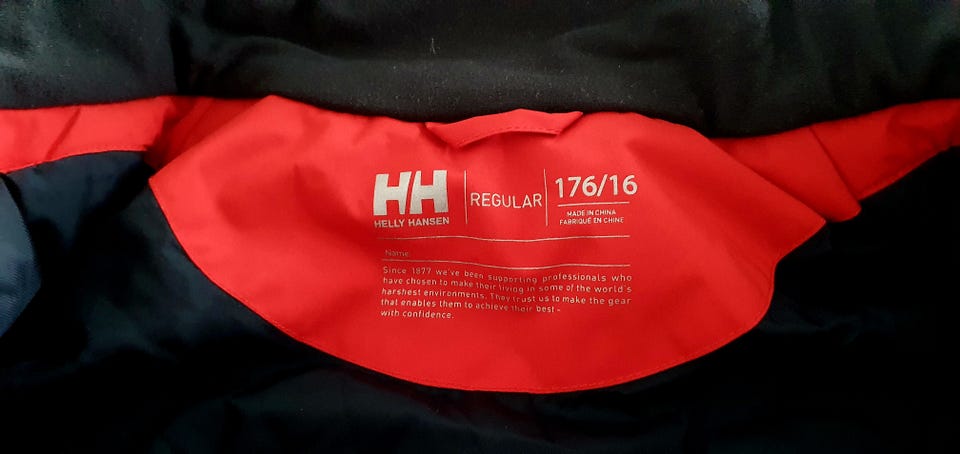 HH
HELLY HANSEN
REGULAR
176/16
MADE IN CHINA
FABRIQUÉ EN CHINE
Name
Since 1877 we've been supporting professionals who
have chosen to make their living in some of the world's
harshest environments. They trust us to make the gear
that enables them to achieve their best -
with confidence.